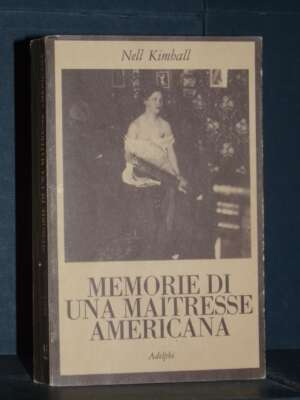 Nell Kimball
MEMORIE DI
UNA MAITRESSE
AMERICANA
Adelphi